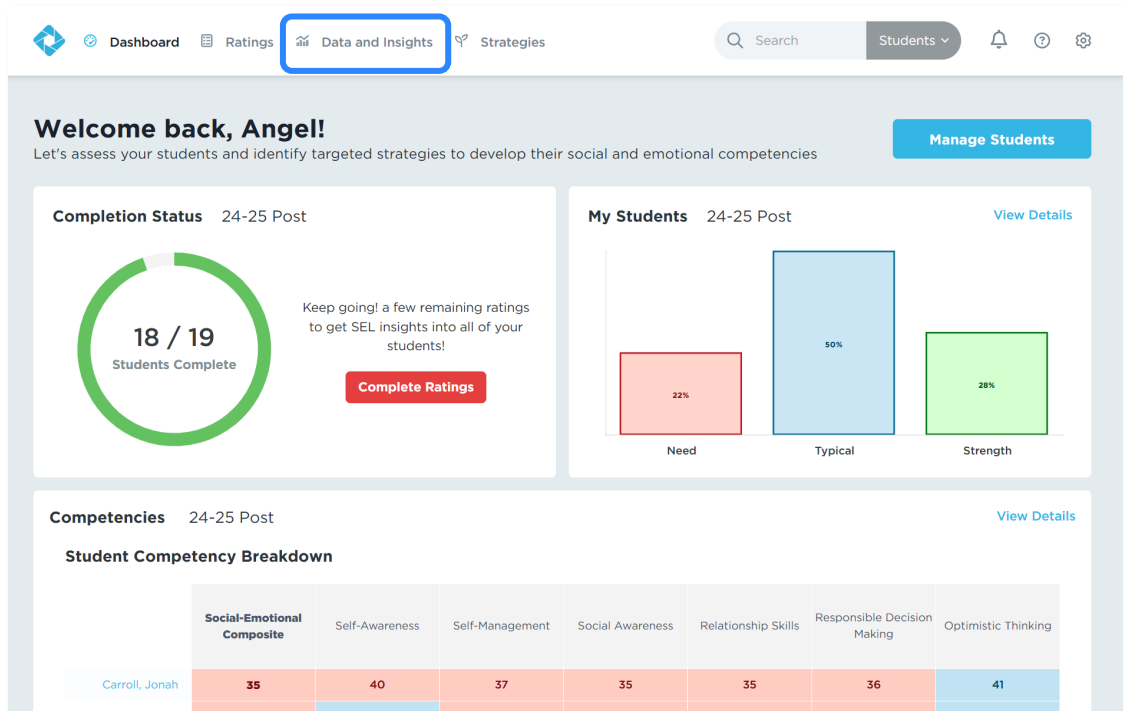 Dashboard Ratings Data and Insights Strategies Search Students
Welcome back, Angel!
Let's assess your students and identify targeted strategies to develop their social and emotional competencies
Manage Students
Completion Status 24-25 Post
18 / 19
Students Complete
Keep going! a few remaining ratings
to get SEL insights into all of your
students!
Complete Ratings
My Students 24-25 Post View Details
22%
50%
28%
Need Typical Strength
Competencies 24-25 Post View Details
Student Competency Breakdown
Social-Emotional
Composite
Self-Awareness
Self-Management
Social Awareness
Relationship Skills
Responsible Decision
Making
Optimistic Thinking
Carroll, Jonah 35 40 37 35 35 36 41